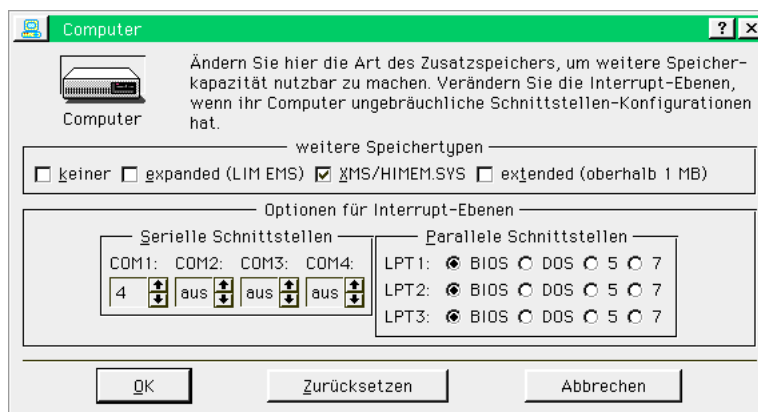 Computer ? X
Ändern Sie hier die Art des Zusatzspeichers, um weitere Speicher-
kapazität nutzbar zu machen. Verändern Sie die Interrupt-Ebenen,
wenn ihr Computer ungebräuchliche Schnittstellen-Konfigurationen
hat.
Computer
weitere Speichertypen
keiner expanded (LIM EMS) XMS/HIMEM.SYS extended (oberhalb 1 MB)
Optionen für Interrupt-Ebenen
Serielle Schnittstellen
COM1: COM2: COM3: COM4:
4 aus aus aus
Parallele Schnittstellen
LPT1: BIOS DOS 5 7
LPT2: BIOS DOS 5 7
LPT3: BIOS DOS 5 7
OK Zurücksetzen Abbrechen